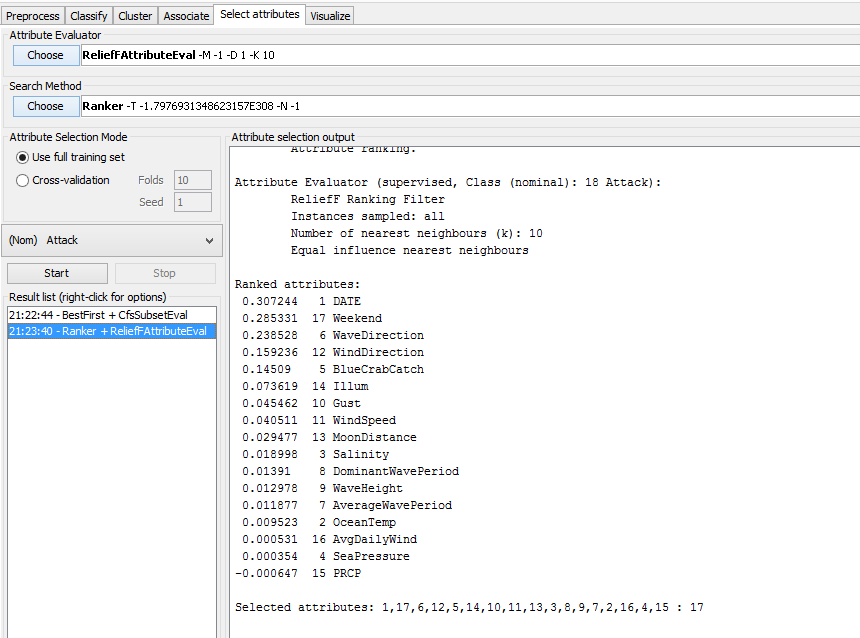 Preprocess Classify Cluster Associate Select attributes Visualize
Attribute Evaluator
Choose ReliefFAttributeEval -M -1 -D 1 -K 10
Search Method
Choose Ranker -T -1.7976931348623157E308 -N -1
Attribute Selection Mode
Use full training set
Cross-validation Folds 10
Seed 1
(Nom) Attack
Start Stop
Result list (right-click for options)
21:22:44 - BestFirst + CfsSubsetEval
21:23:40 - Ranker + ReliefFAttributeEval
Attribute selection output
Attribute ranking.
Attribute Evaluator (supervised, Class (nominal): 18 Attack):
ReliefF Ranking Filter
Instances sampled: all
Number of nearest neighbours (k): 10
Equal influence nearest neighbours
Ranked attributes:
0.307244 1 DATE
0.285331 17 Weekend
0.238528 6 WaveDirection
0.159236 12 WindDirection
0.14509 5 BlueCrabCatch
0.073619 14 Illum
0.045462 10 Gust
0.040511 11 WindSpeed
0.029477 13 MoonDistance
0.018998 3 Salinity
0.01391 8 DominantWavePeriod
0.012978 9 WaveHeight
0.011877 7 AverageWavePeriod
0.009523 2 OceanTemp
0.000531 16 AvgDailyWind
0.000354 4 SeaPressure
-0.000647 15 PRCP
Selected attributes: 1,17,6,12,5,14,10,11,13,3,8,9,7,2,16,4,15 : 17